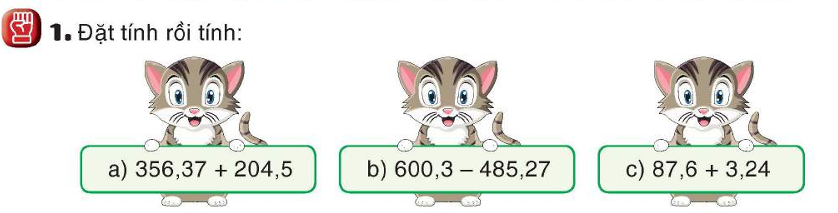 1. Đặt tính rồi tính:
a) 356,37 + 204,5
b) 600,3 – 485,27
c) 87,6 + 3,24